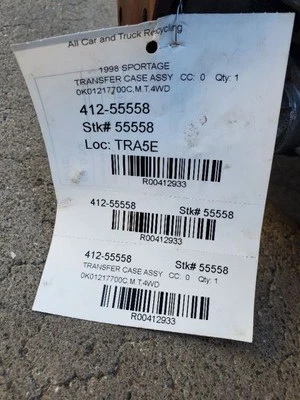 All Car and Truck Recycling
1998 SPORTAGE
TRANSFER CASE ASSY CC: 0 Qty: 1
0K01217700C,M.T.4WD
412-55558
Stk# 55558
Loc: TRA5E
R00412933
412-55558 Stk# 55558
R00412933
412-55558 Stk# 55558
TRANSFER CASE ASSY CC: 0 Qty: 1
0K01217700C,M.T.4WD
R00412933